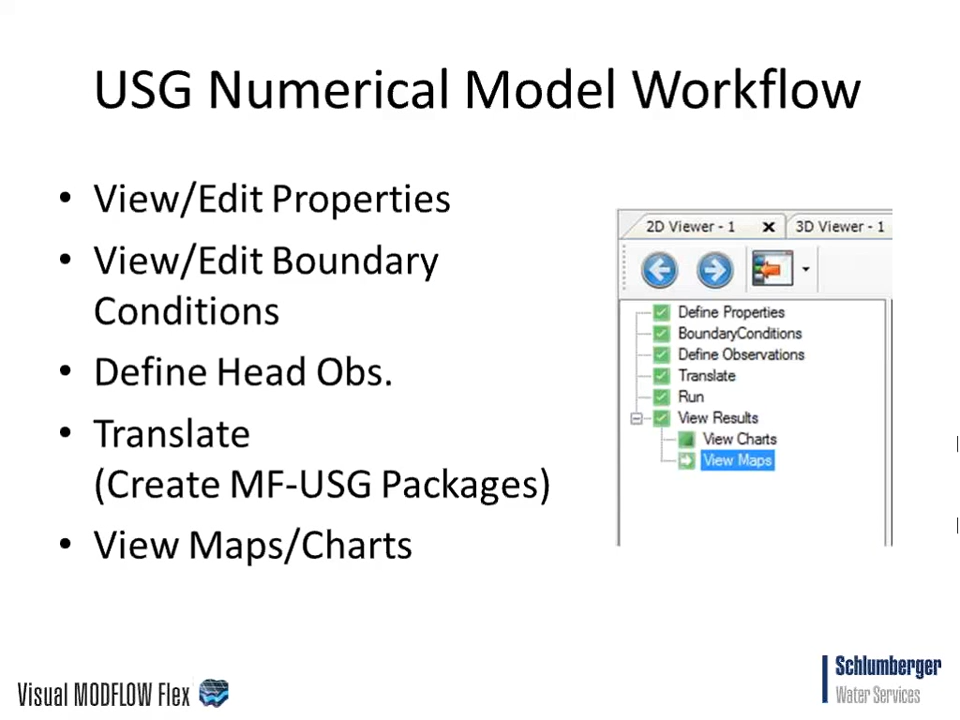 USG Numerical Model Workflow
• View/Edit Properties
• View/Edit Boundary
Conditions
• Define Head Obs.
• Translate
(Create MF-USG Packages)
• View Maps/Charts
2D Viewer - 1
3D Viewer - 1
Define Properties
BoundaryConditions
Define Observations
Translate
Run
View Results
View Charts
View Maps
Visual MODFLOW Flex
Schlumberger
Water Services